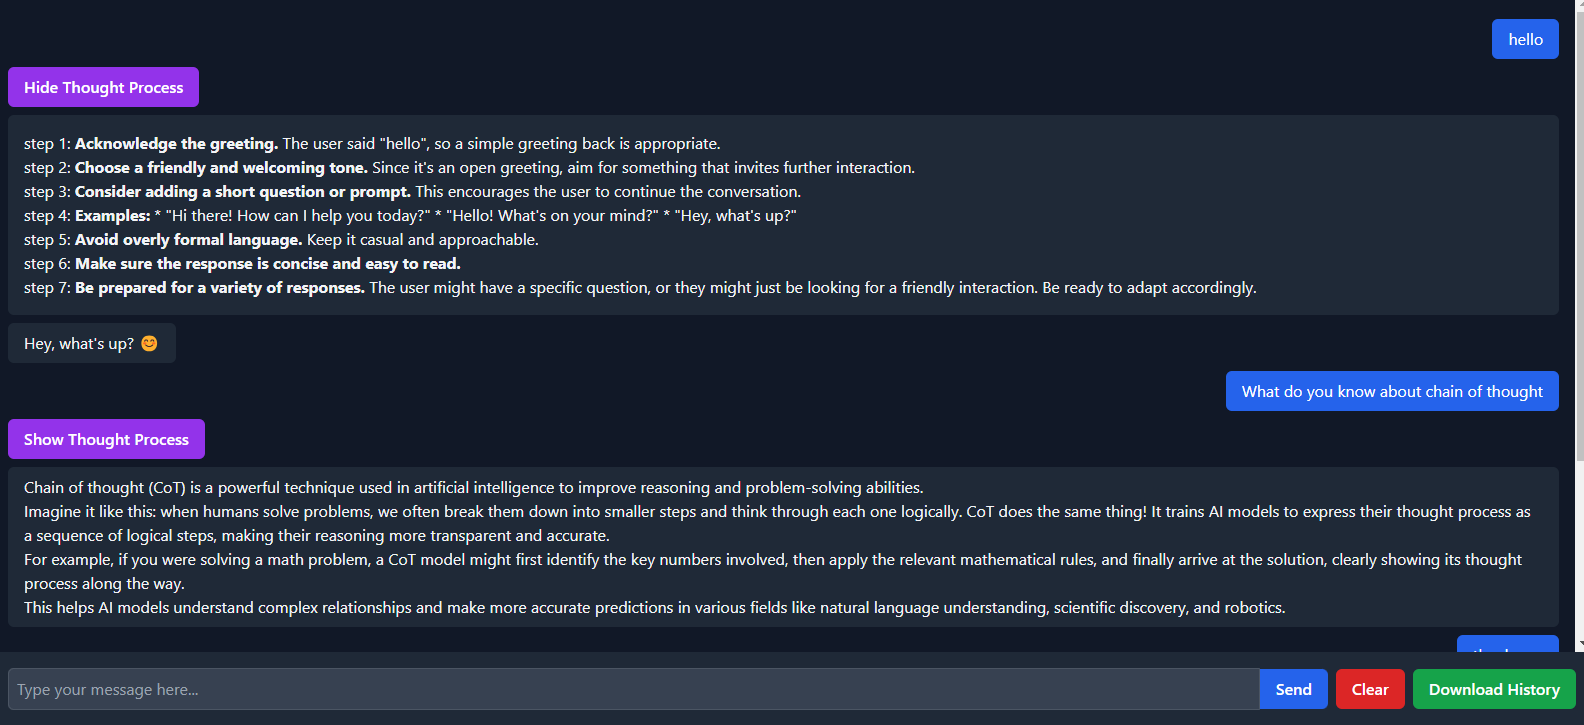 hello
Hide Thought Process
step 1: Acknowledge the greeting. The user said "hello", so a simple greeting back is appropriate.
step 2: Choose a friendly and welcoming tone. Since it's an open greeting, aim for something that invites further interaction.
step 3: Consider adding a short question or prompt. This encourages the user to continue the conversation.
step 4: Examples: * "Hi there! How can I help you today?" * "Hello! What's on your mind?" * "Hey, what's up?"
step 5: Avoid overly formal language. Keep it casual and approachable.
step 6: Make sure the response is concise and easy to read.
step 7: Be prepared for a variety of responses. The user might have a specific question, or they might just be looking for a friendly interaction. Be ready to adapt accordingly.
Hey, what's up? 😊
What do you know about chain of thought
Show Thought Process
Chain of thought (CoT) is a powerful technique used in artificial intelligence to improve reasoning and problem-solving abilities.
Imagine it like this: when humans solve problems, we often break them down into smaller steps and think through each one logically. CoT does the same thing! It trains AI models to express their thought process as
a sequence of logical steps, making their reasoning more transparent and accurate.
For example, if you were solving a math problem, a CoT model might first identify the key numbers involved, then apply the relevant mathematical rules, and finally arrive at the solution, clearly showing its thought
process along the way.
This helps AI models understand complex relationships and make more accurate predictions in various fields like natural language understanding, scientific discovery, and robotics.
Type your message here...
Send
Clear
Download History